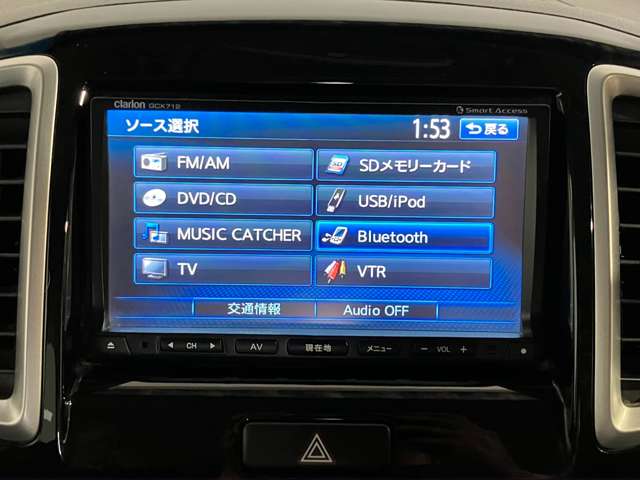 clarion GCX712 Smart Access
ソース選択 1:53 戻る
FM/AM SDメモリーカード
DVD/CD USB/iPod
MUSIC CATCHER Bluetooth
TV VTR
交通情報 Audio OFF
CH AV 現在地 メニュー − VOL +